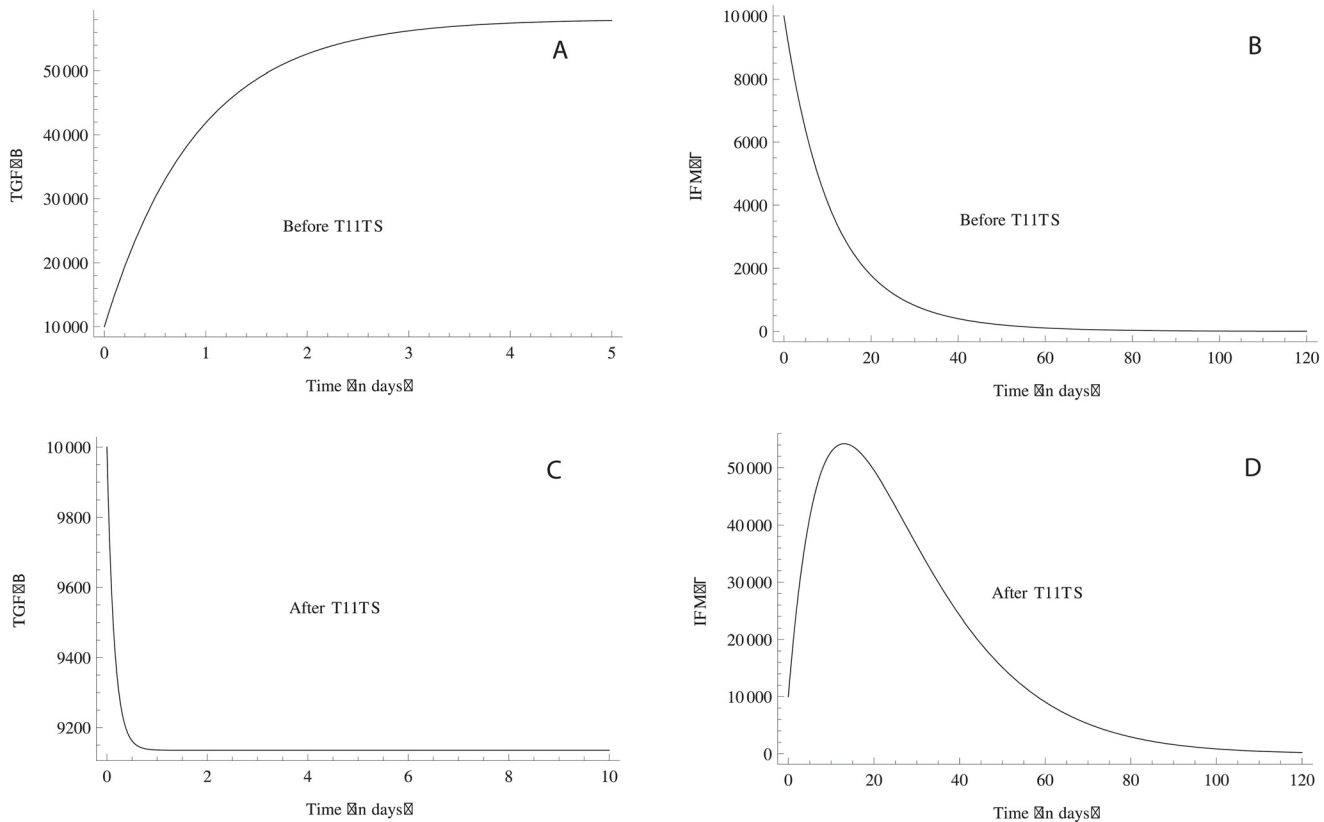 A
50 000
40 000
30 000
20 000
10 000
TGF☒Β
Before T11TS
0 1 2 3 4 5
Time ☒in days☒
B
10 000
8000
6000
4000
2000
0
IFM☒Γ
Before T11TS
0 20 40 60 80 100 120
Time ☒in days☒
C
10 000
9800
9600
9400
9200
TGF☒Β
After T11TS
0 2 4 6 8 10
Time ☒in days☒
D
50 000
40 000
30 000
20 000
10 000
0
IFM☒Γ
After T11TS
0 20 40 60 80 100 120
Time ☒in days☒